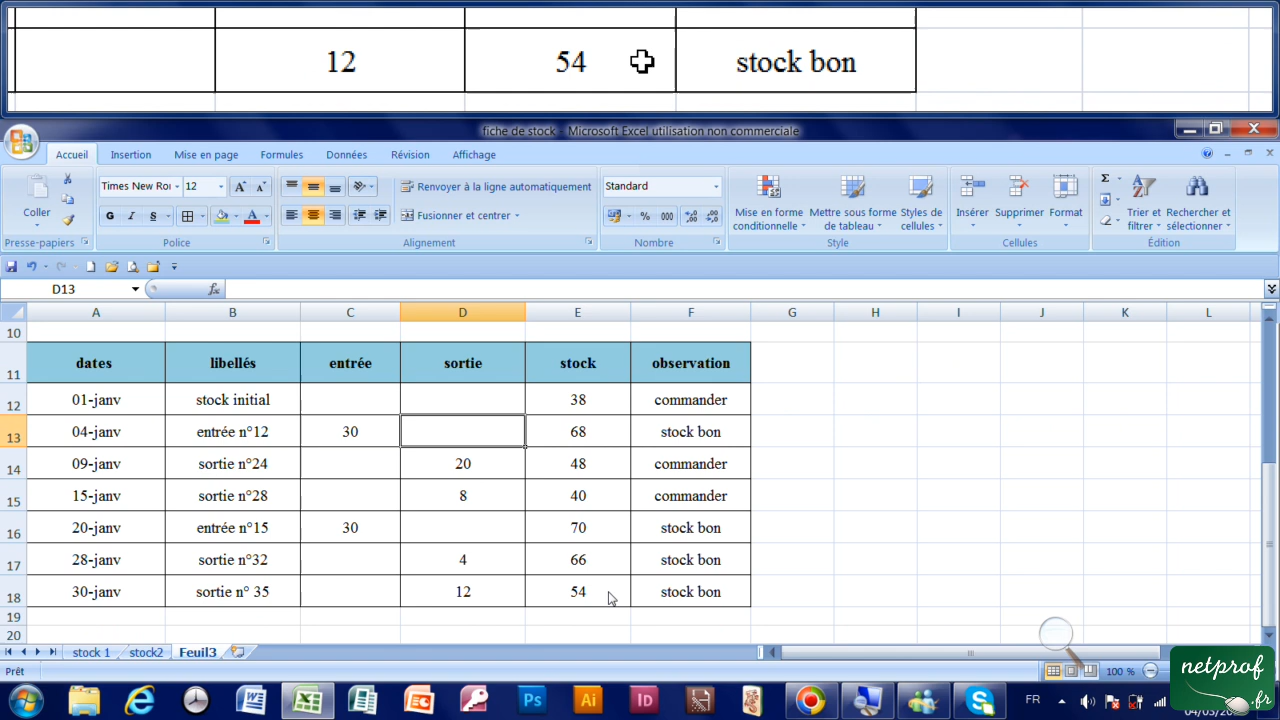 12 54 stock bon
fiche de stock - Microsoft Excel utilisation non commerciale
Accueil Insertion Mise en page Formules Données Révision Affichage
Coller
Times New Roi 12
Renvoyer à la ligne automatiquement
Standard
G I S
Fusionner et centrer
% 000
Mise en forme conditionnelle
Mettre sous forme de tableau
Styles de cellules
Insérer Supprimer Format
Trier et filtrer
Rechercher et sélectionner
Presse-papiers Police Alignement Nombre Style Cellules Édition
D13 fx
A B C D E F G H I J K L
10
11 dates libellés entrée sortie stock observation
12 01-janv stock initial 38 commander
13 04-janv entrée n°12 30 68 stock bon
14 09-janv sortie n°24 20 48 commander
15 15-janv sortie n°28 8 40 commander
16 20-janv entrée n°15 30 70 stock bon
17 28-janv sortie n°32 4 66 stock bon
18 30-janv sortie n° 35 12 54 stock bon
19
20
stock 1 stock2 Feuil3
Prêt 100 %
netprof.fr
Ps Ai Id
FR